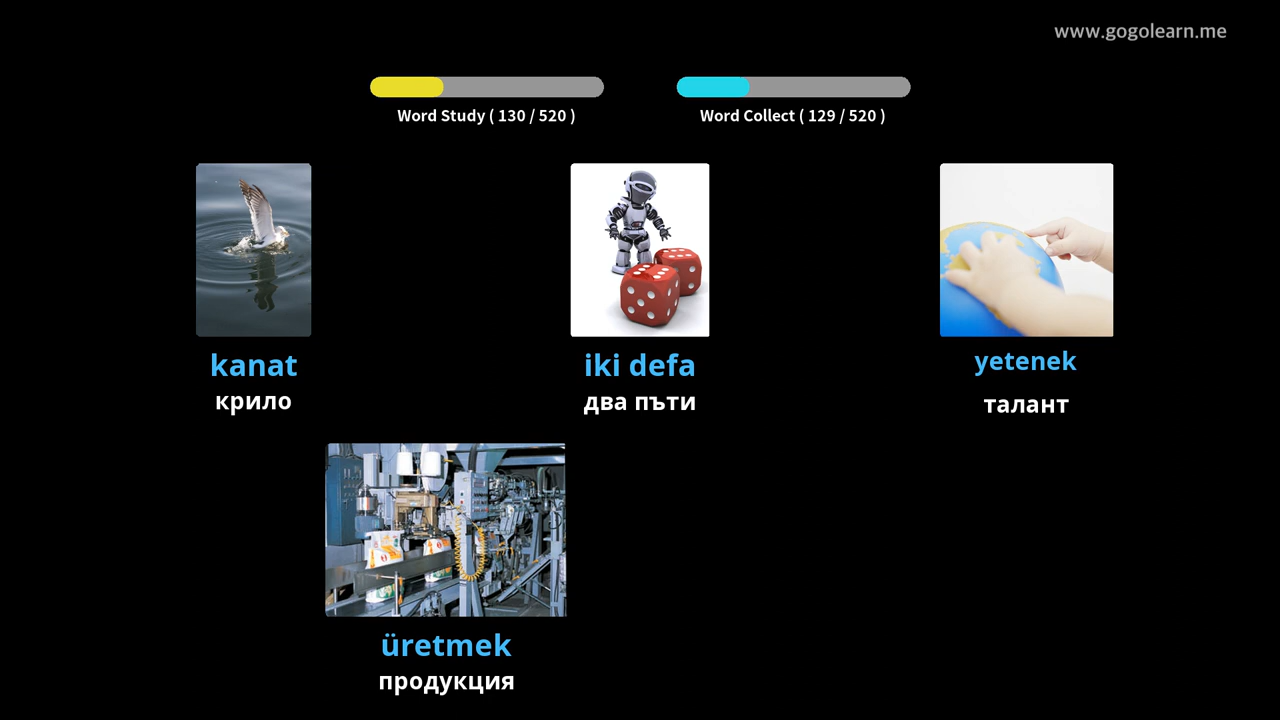 www.gogolearn.me
Word Study ( 130 / 520 )
Word Collect ( 129 / 520 )
kanat
крило
iki defa
два пъти
yetenek
талант
üretmek
продукция